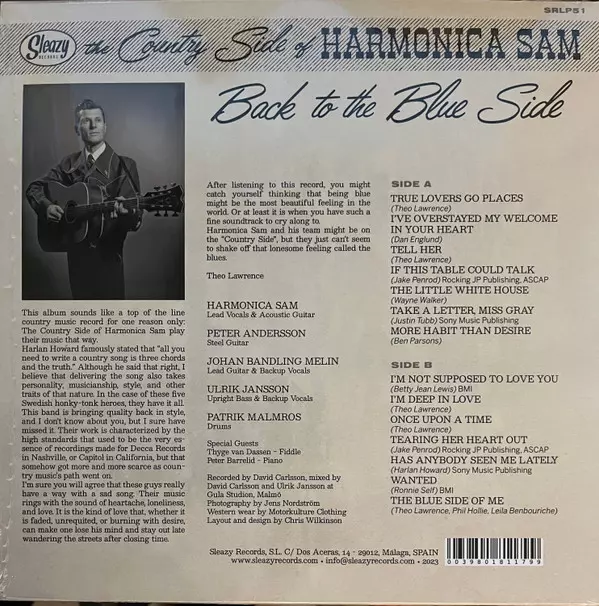 SRLP51
Sleazy
RECORDS
the Country Side of HARMONICA SAM
Back to the Blue Side
This album sounds like a top of the line
country music record for one reason only:
The Country Side of Harmonica Sam play
their music that way.
Harlan Howard famously stated that "all you
need to write a country song is three chords
and the truth." Although he said that right, I
believe that delivering the song also takes
personality, musicianship, style, and other
traits of that nature. In the case of these five
Swedish honky-tonk heroes, they have it all.
This band is bringing quality back in style,
and I don't know about you, but I sure have
missed it. Their work is characterized by the
high standards that used to be the very es-
sence of recordings made for Decca Records
in Nashville, or Capitol in California, but that
somehow got more and more scarce as coun-
try music's path went on.
I'm sure you will agree that these guys really
have a way with a sad song. Their music
rings with the sound of heartache, loneliness,
and love. It is the kind of love that, whether it
is faded, unrequited, or burning with desire,
can make one lose his mind and stay out late
wandering the streets after closing time.
After listening to this record, you might
catch yourself thinking that being blue
might be the most beautiful feeling in the
world. Or at least it is when you have such a
fine soundtrack to cry along to.
Harmonica Sam and his team might be on
the "Country Side", but they just can't seem
to shake off that lonesome feeling called the
blues.
Theo Lawrence
HARMONICA SAM
Lead Vocals & Acoustic Guitar
PETER ANDERSSON
Steel Guitar
JOHAN BANDLING MELIN
Lead Guitar & Backup Vocals
ULRIK JANSSON
Upright Bass & Backup Vocals
PATRIK MALMROS
Drums
Special Guests
Thyge van Dassen - Fiddle
Peter Barrelid - Piano
Recorded by David Carlsson, mixed by
David Carlsson and Ulrik Jansson at
Gula Studion, Malmö
Photography by Jens Nordström
Western wear by Motorkulture Clothing
Layout and design by Chris Wilkinson
SIDE A
TRUE LOVERS GO PLACES
(Theo Lawrence)
I'VE OVERSTAYED MY WELCOME
IN YOUR HEART
(Dan Englund)
TELL HER
(Theo Lawrence)
IF THIS TABLE COULD TALK
(Jake Penrod) Rocking JP Publishing, ASCAP
THE LITTLE WHITE HOUSE
(Wayne Walker)
TAKE A LETTER, MISS GRAY
(Justin Tubb) Sony Music Publishing
MORE HABIT THAN DESIRE
(Ben Parsons)
SIDE B
I'M NOT SUPPOSED TO LOVE YOU
(Betty Jean Lewis) BMI
I'M DEEP IN LOVE
(Theo Lawrence)
ONCE UPON A TIME
(Theo Lawrence)
TEARING HER HEART OUT
(Jake Penrod) Rocking JP Publishing, ASCAP
HAS ANYBODY SEEN ME LATELY
(Harlan Howard) Sony Music Publishing
WANTED
(Ronnie Self) BMI
THE BLUE SIDE OF ME
(Theo Lawrence, Phil Hollie, Leila Benbouriche)
Sleazy Records, S.L. C/ Dos Aceras, 14 - 29012, Málaga, SPAIN
www.sleazyrecords.com • info@sleazyrecords.com • 2023
0039801811799